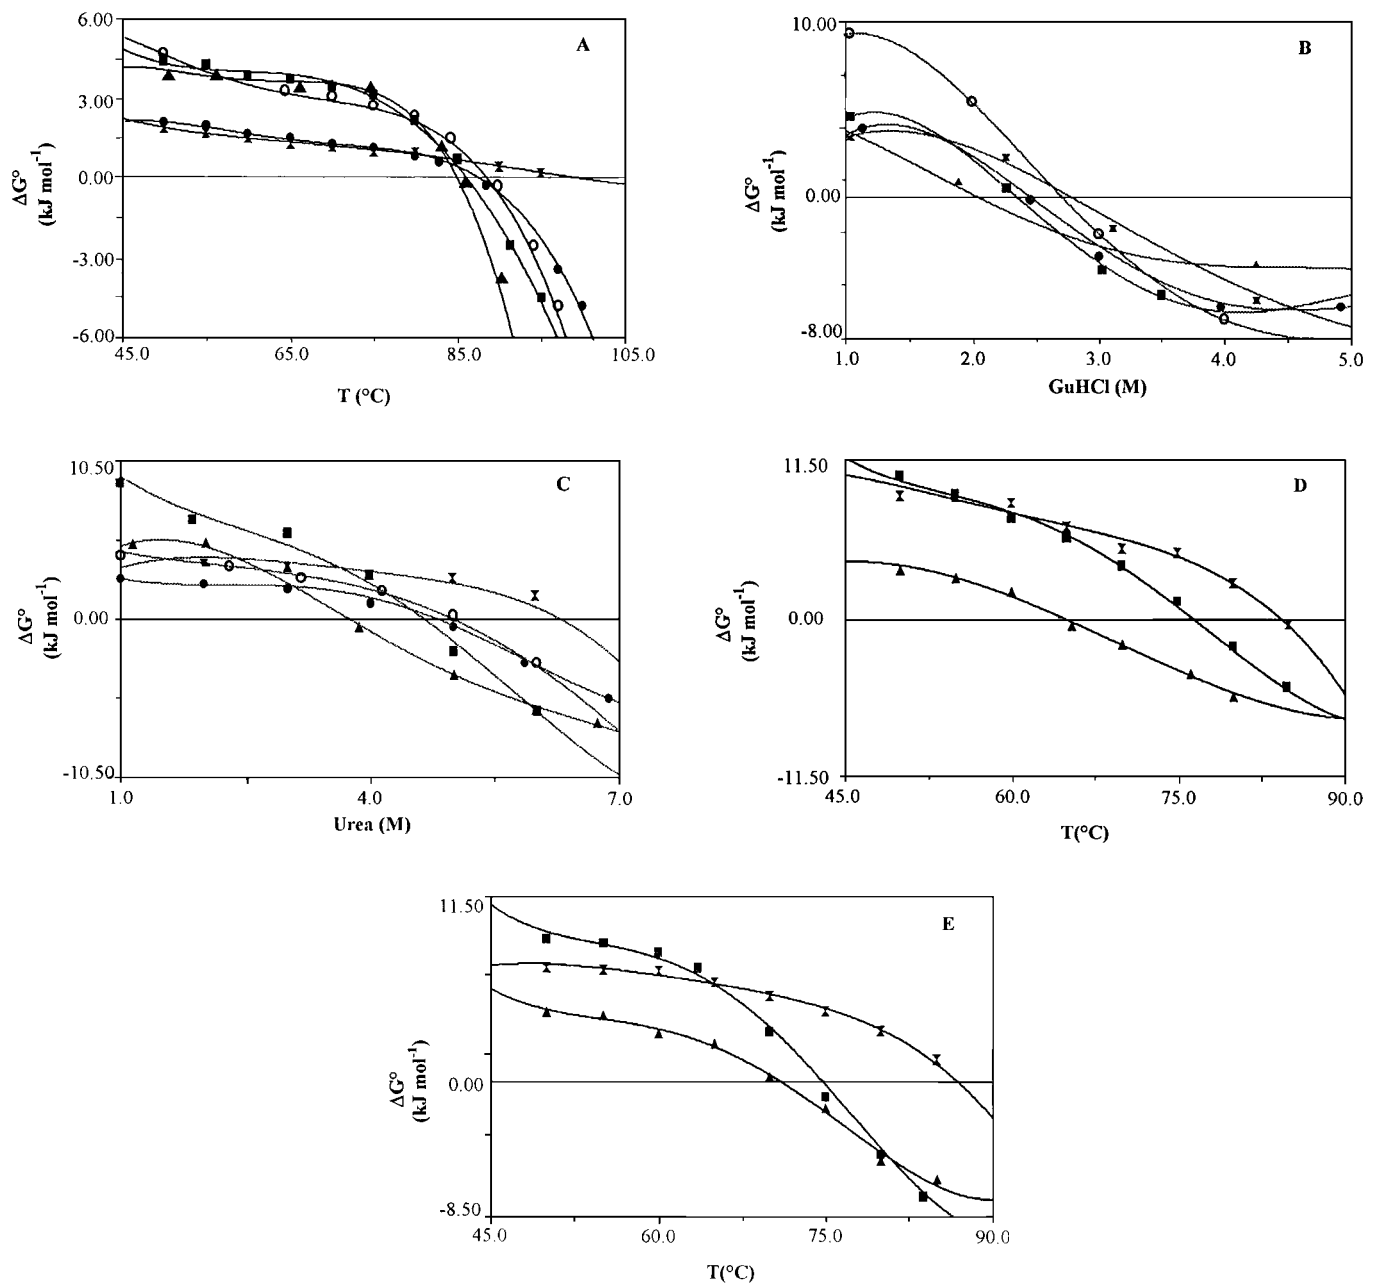 6.00
3.00
0.00
-3.00
-6.00
ΔG°
(kJ mol⁻¹)
A
45.0 65.0 85.0 105.0
T (°C)
10.00
0.00
-8.00
ΔG°
(kJ mol⁻¹)
B
1.0 2.0 3.0 4.0 5.0
GuHCl (M)
10.50
0.00
-10.50
ΔG°
(kJ mol⁻¹)
C
1.0 4.0 7.0
Urea (M)
11.50
0.00
-11.50
ΔG°
(kJ mol⁻¹)
D
45.0 60.0 75.0 90.0
T(°C)
11.50
0.00
-8.50
ΔG°
(kJ mol⁻¹)
E
45.0 60.0 75.0 90.0
T(°C)